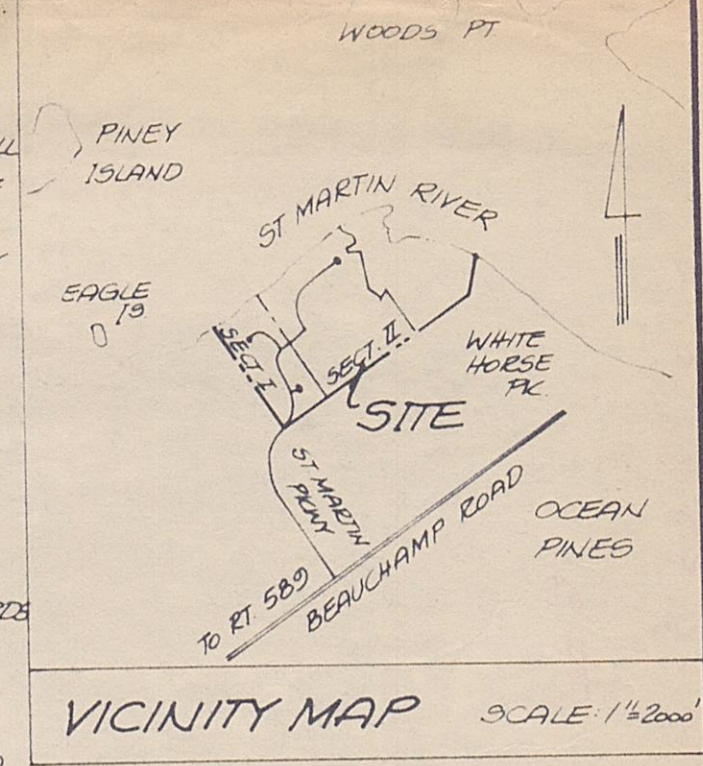 WOODS PT
PINEY
ISLAND
ST MARTIN RIVER
EAGLE
IS.
SECT. I
SECT. II
WHITE
HORSE
PK.
SITE
ST MARTIN
PKWY
OCEAN
PINES
TO RT. 589
BEAUCHAMP ROAD
VICINITY MAP
SCALE: 1"=2000'